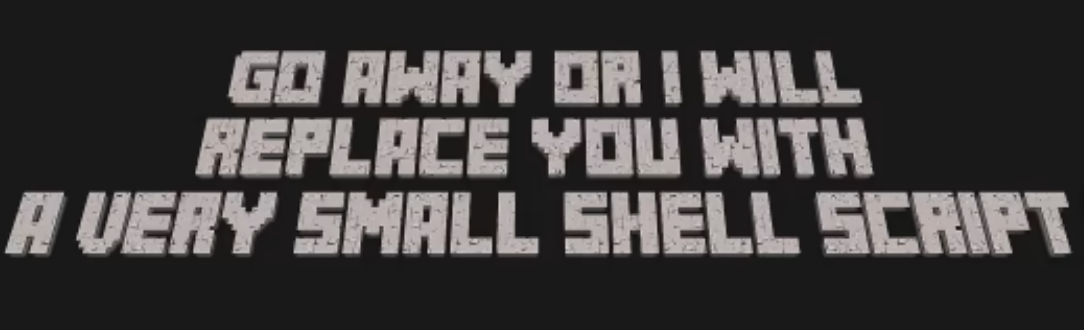 GO AWAY OR I WILL
REPLACE YOU WITH
A VERY SMALL SHELL SCRIPT